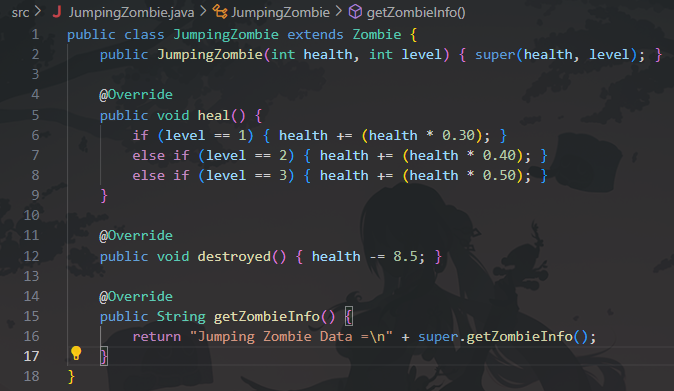 src > J JumpingZombie.java > JumpingZombie > getZombieInfo()
1 public class JumpingZombie extends Zombie {
2     public JumpingZombie(int health, int level) { super(health, level); }
3
4     @Override
5     public void heal() {
6         if (level == 1) { health += (health * 0.30); }
7         else if (level == 2) { health += (health * 0.40); }
8         else if (level == 3) { health += (health * 0.50); }
9     }
10
11     @Override
12     public void destroyed() { health -= 8.5; }
13
14     @Override
15     public String getZombieInfo() {
16         return "Jumping Zombie Data =\n" + super.getZombieInfo();
17     }
18 }